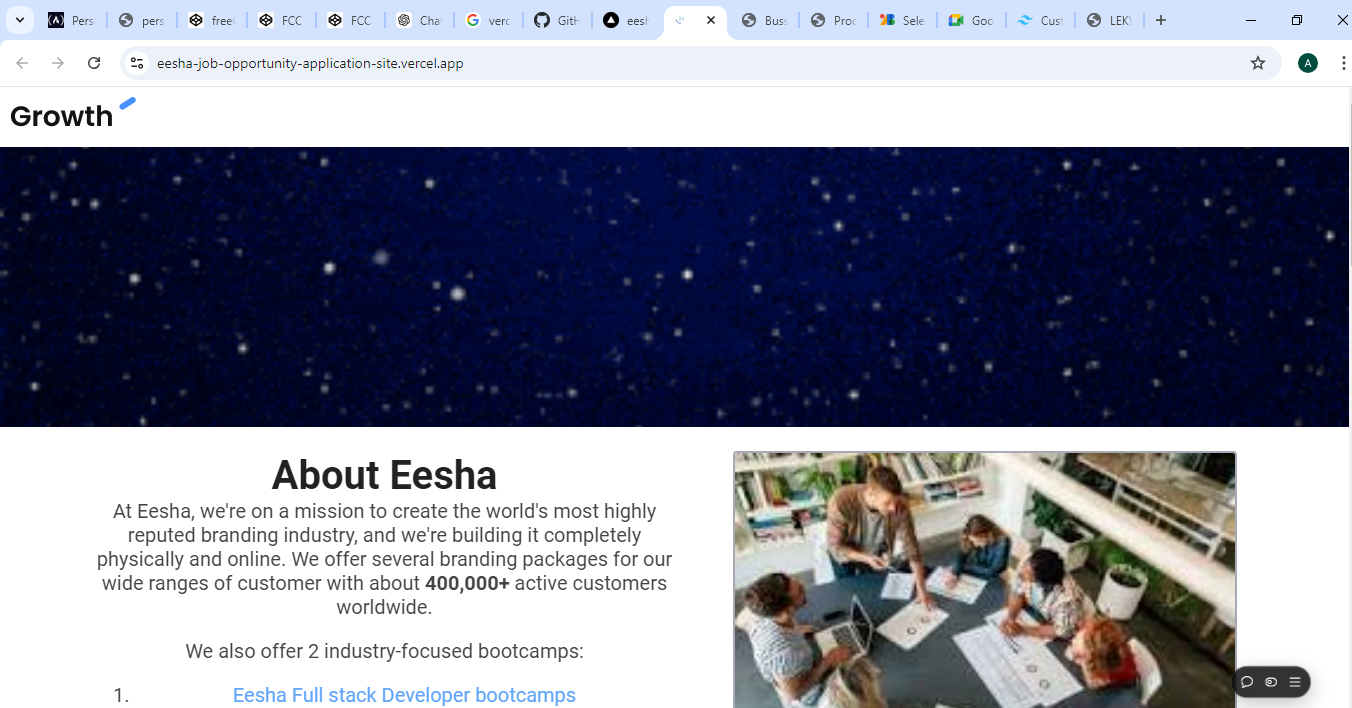 Pers
pers
free
FCC
FCC
Cha
verc
GitH
eesh
Buss
Proc
Sele
Goo
Cust
LEK
eesha-job-opportunity-application-site.vercel.app
A
Growth
About Eesha
At Eesha, we're on a mission to create the world's most highly
reputed branding industry, and we're building it completely
physically and online. We offer several branding packages for our
wide ranges of customer with about 400,000+ active customers
worldwide.
We also offer 2 industry-focused bootcamps:
1. Eesha Full stack Developer bootcamps